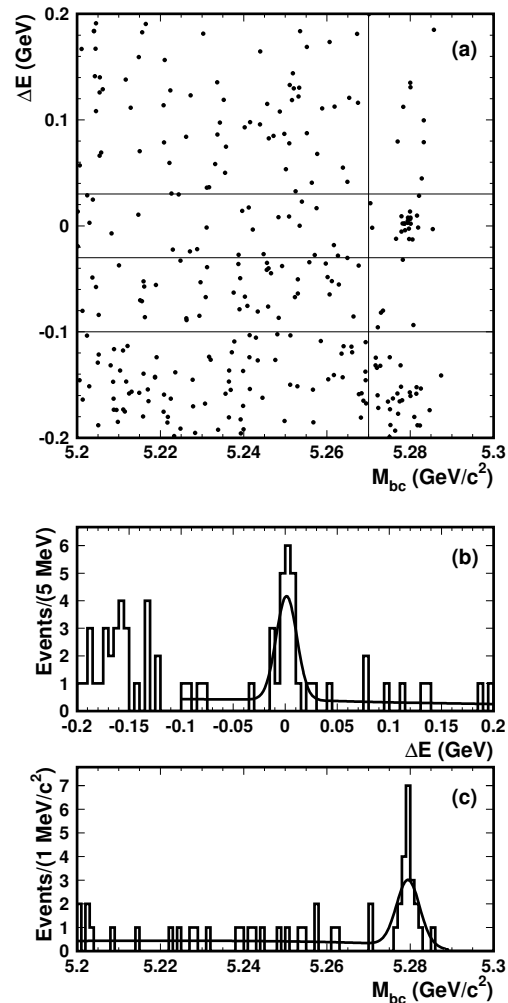 0.2
(a)
ΔE (GeV)
0.1
0
-0.1
-0.2
5.2 5.22 5.24 5.26 5.28 5.3
M_bc (GeV/c²)
(b)
Events/(5 MeV)
6
5
4
3
2
1
0
-0.2 -0.15 -0.1 -0.05 0 0.05 0.1 0.15 0.2
ΔE (GeV)
(c)
Events/(1 MeV/c²)
7
6
5
4
3
2
1
0
5.2 5.22 5.24 5.26 5.28 5.3
M_bc (GeV/c²)